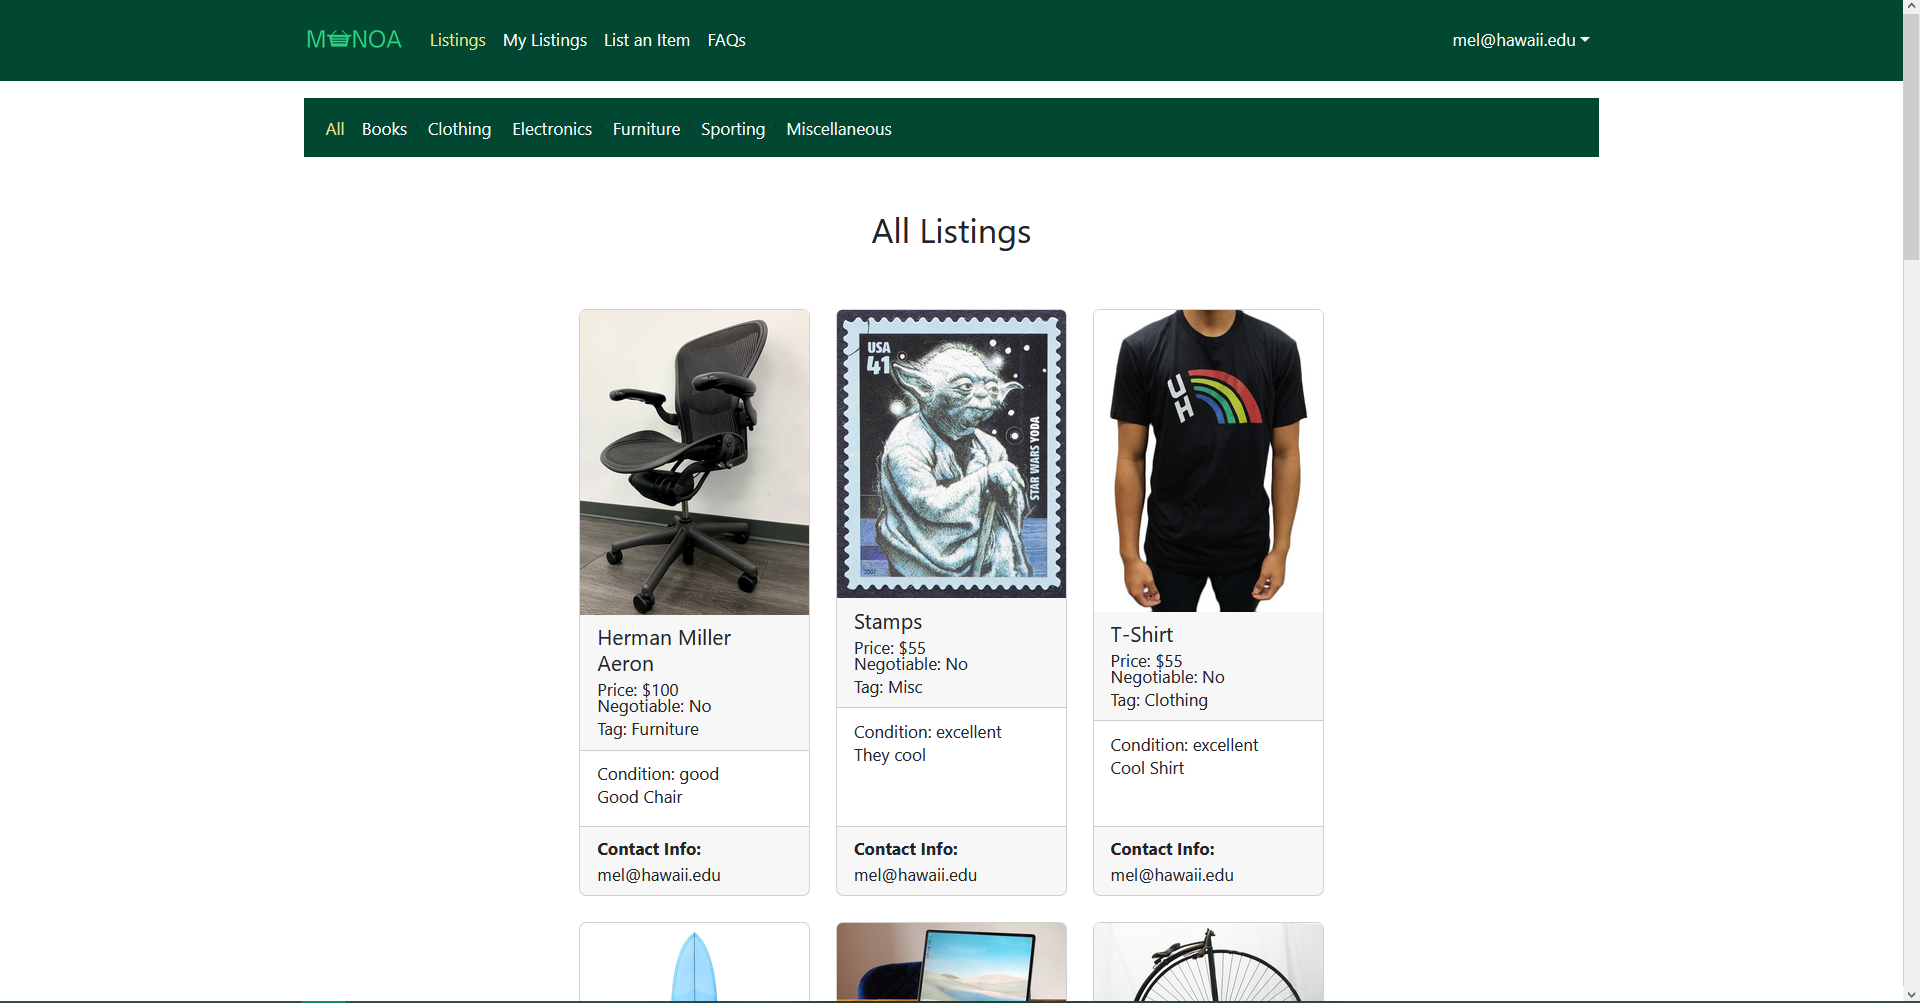 MANOA
Listings
My Listings
List an Item
FAQs
mel@hawaii.edu
All
Books
Clothing
Electronics
Furniture
Sporting
Miscellaneous
All Listings
Herman Miller
Aeron
Price: $100
Negotiable: No
Tag: Furniture
Condition: good
Good Chair
Contact Info:
mel@hawaii.edu
USA
41
STAR WARS YODA
2007
Stamps
Price: $55
Negotiable: No
Tag: Misc
Condition: excellent
They cool
Contact Info:
mel@hawaii.edu
UH
T-Shirt
Price: $55
Negotiable: No
Tag: Clothing
Condition: excellent
Cool Shirt
Contact Info:
mel@hawaii.edu